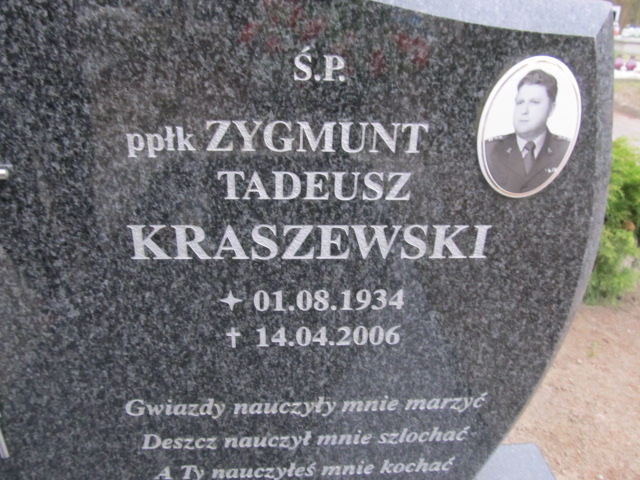 Ś.P.
ppłk ZYGMUNT
TADEUSZ
KRASZEWSKI
✦ 01.08.1934
✝ 14.04.2006
Gwiazdy nauczyły mnie marzyć
Deszcz nauczył mnie szlochać
A Ty nauczyłeś mnie kochać